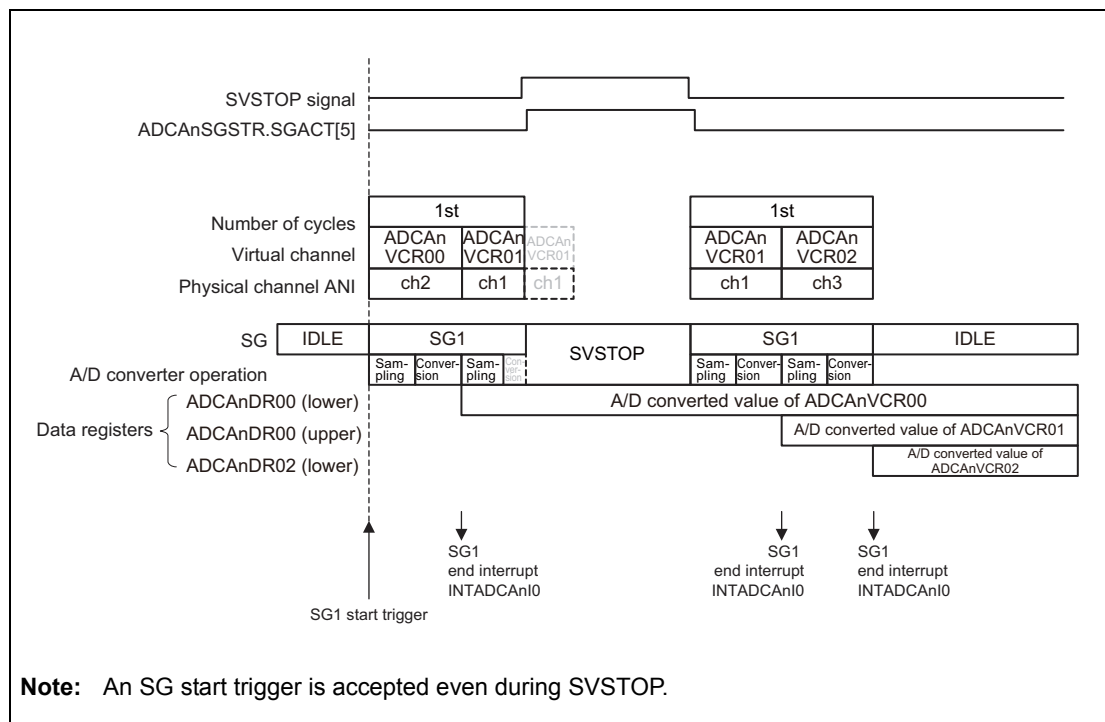 SVSTOP signal
ADCAnSGSTR.SGACT[5]
Number of cycles
1st
1st
Virtual channel
ADCAn
VCR00
ADCAn
VCR01
ADCAn
VCR01
ADCAn
VCR01
ADCAn
VCR02
Physical channel ANI
ch2
ch1
ch1
ch1
ch3
SG
IDLE
SG1
SVSTOP
SG1
IDLE
A/D converter operation
Sam-
pling
Conver-
sion
Sam-
pling
Con-
ver-
sion
Sam-
pling
Conver-
sion
Sam-
pling
Conver-
sion
Data registers
ADCAnDR00 (lower)
A/D converted value of ADCAnVCR00
ADCAnDR00 (upper)
A/D converted value of ADCAnVCR01
ADCAnDR02 (lower)
A/D converted value of
ADCAnVCR02
SG1
end interrupt
INTADCAnI0
SG1
end interrupt
INTADCAnI0
SG1
end interrupt
INTADCAnI0
SG1 start trigger
Note: An SG start trigger is accepted even during SVSTOP.